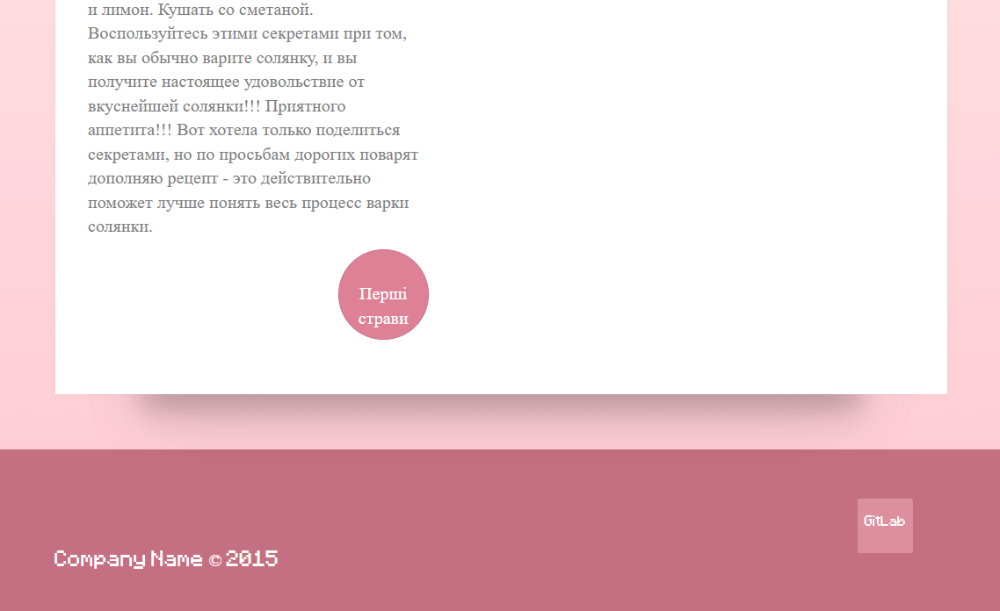 и лимон. Кушать со сметаной.
Воспользуйтесь этими секретами при том,
как вы обычно варите солянку, и вы
получите настоящее удовольствие от
вкуснейшей солянки!!! Приятного
аппетита!!! Вот хотела только поделиться
секретами, но по просьбам дорогих поварят
дополняю рецепт - это действительно
поможет лучше понять весь процесс варки
солянки.
Перші
страви
GitLab
Company Name © 2015